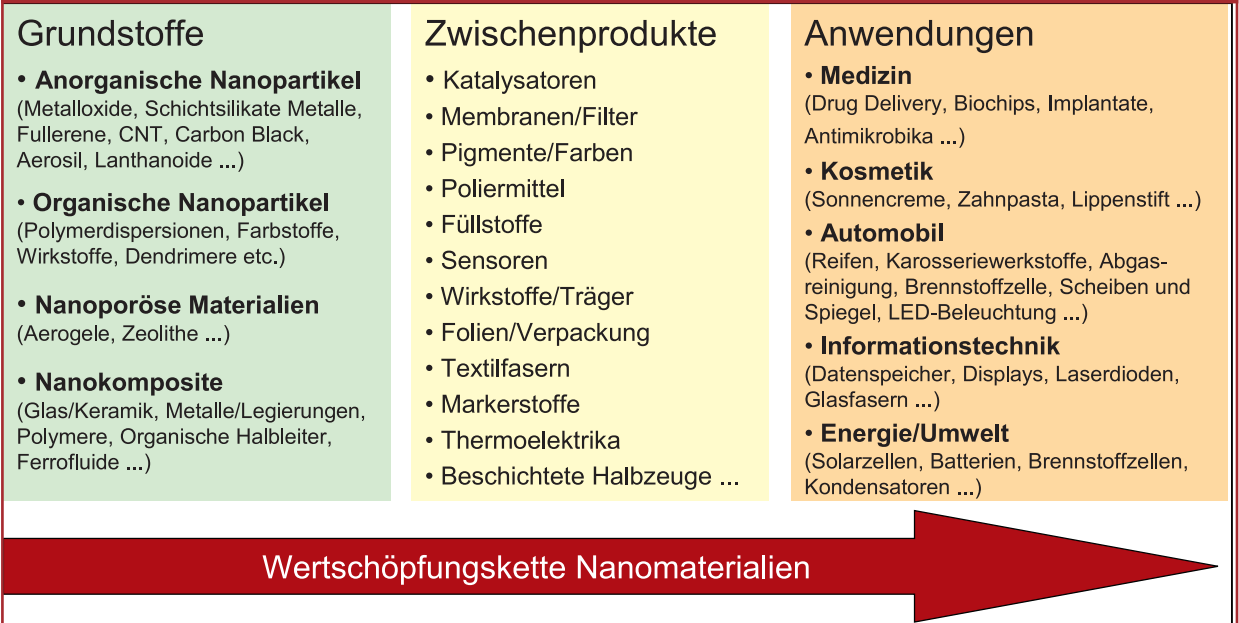 Grundstoffe
• Anorganische Nanopartikel
(Metalloxide, Schichtsilikate Metalle,
Fullerene, CNT, Carbon Black,
Aerosil, Lanthanoide ...)
• Organische Nanopartikel
(Polymerdispersionen, Farbstoffe,
Wirkstoffe, Dendrimere etc.)
• Nanoporöse Materialien
(Aerogele, Zeolithe ...)
• Nanokomposite
(Glas/Keramik, Metalle/Legierungen,
Polymere, Organische Halbleiter,
Ferrofluide ...)
Zwischenprodukte
• Katalysatoren
• Membranen/Filter
• Pigmente/Farben
• Poliermittel
• Füllstoffe
• Sensoren
• Wirkstoffe/Träger
• Folien/Verpackung
• Textilfasern
• Markerstoffe
• Thermoelektrika
• Beschichtete Halbzeuge ...
Anwendungen
• Medizin
(Drug Delivery, Biochips, Implantate,
Antimikrobika ...)
• Kosmetik
(Sonnencreme, Zahnpasta, Lippenstift ...)
• Automobil
(Reifen, Karosseriewerkstoffe, Abgas-
reinigung, Brennstoffzelle, Scheiben und
Spiegel, LED-Beleuchtung ...)
• Informationstechnik
(Datenspeicher, Displays, Laserdioden,
Glasfasern ...)
• Energie/Umwelt
(Solarzellen, Batterien, Brennstoffzellen,
Kondensatoren ...)
Wertschöpfungskette Nanomaterialien